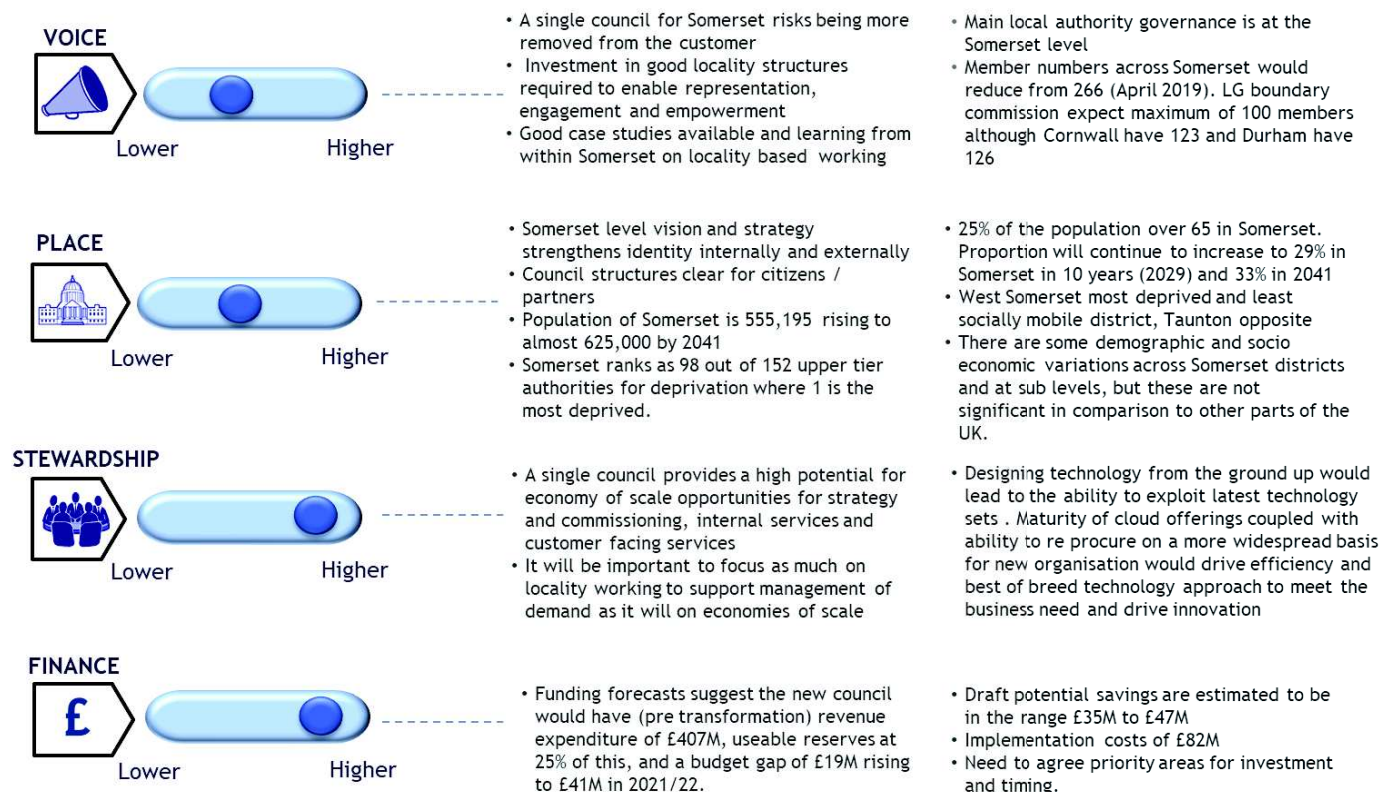 VOICE
Lower
Higher
• A single council for Somerset risks being more
removed from the customer
• Investment in good locality structures
required to enable representation,
engagement and empowerment
• Good case studies available and learning from
within Somerset on locality based working
• Main local authority governance is at the
Somerset level
• Member numbers across Somerset would
reduce from 266 (April 2019). LG boundary
commission expect maximum of 100 members
although Cornwall have 123 and Durham have
126
PLACE
Lower
Higher
• Somerset level vision and strategy
strengthens identity internally and externally
• Council structures clear for citizens /
partners
• Population of Somerset is 555,195 rising to
almost 625,000 by 2041
• Somerset ranks as 98 out of 152 upper tier
authorities for deprivation where 1 is the
most deprived.
• 25% of the population over 65 in Somerset.
Proportion will continue to increase to 29% in
Somerset in 10 years (2029) and 33% in 2041
• West Somerset most deprived and least
socially mobile district, Taunton opposite
• There are some demographic and socio
economic variations across Somerset districts
and at sub levels, but these are not
significant in comparison to other parts of the
UK.
STEWARDSHIP
Lower
Higher
• A single council provides a high potential for
economy of scale opportunities for strategy
and commissioning, internal services and
customer facing services
• It will be important to focus as much on
locality working to support management of
demand as it will on economies of scale
• Designing technology from the ground up would
lead to the ability to exploit latest technology
sets . Maturity of cloud offerings coupled with
ability to re procure on a more widespread basis
for new organisation would drive efficiency and
best of breed technology approach to meet the
business need and drive innovation
FINANCE
£
Lower
Higher
• Funding forecasts suggest the new council
would have (pre transformation) revenue
expenditure of £407M, useable reserves at
25% of this, and a budget gap of £19M rising
to £41M in 2021/22.
• Draft potential savings are estimated to be
in the range £35M to £47M
• Implementation costs of £82M
• Need to agree priority areas for investment
and timing.